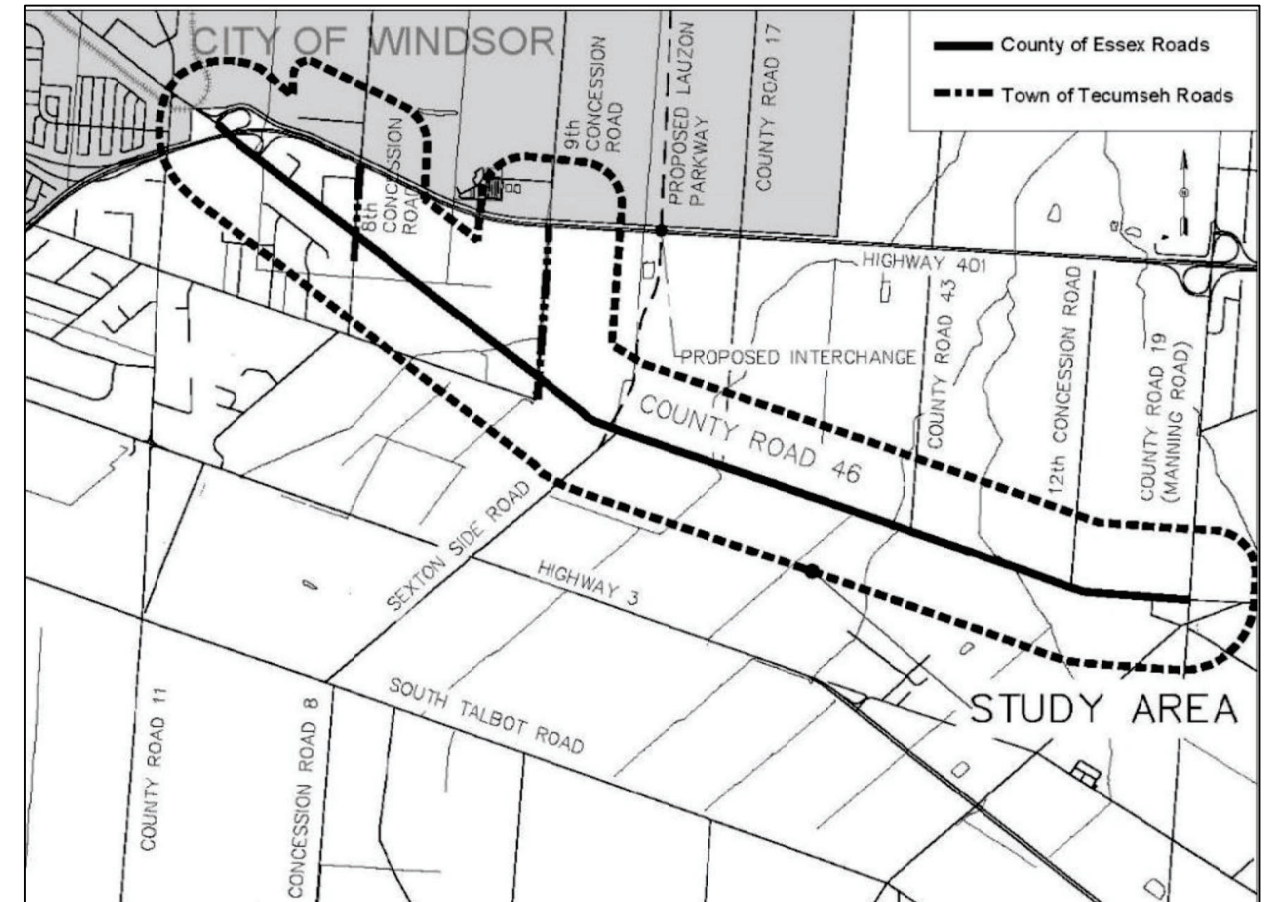 CITY OF WINDSOR
County of Essex Roads
Town of Tecumseh Roads
8th
CONCESSION
ROAD
9th
CONCESSION
ROAD
PROPOSED LAUZON
PARKWAY
COUNTY ROAD 17
HIGHWAY 401
PROPOSED INTERCHANGE
COUNTY ROAD 43
12th CONCESSION ROAD
COUNTY ROAD 19
(MANNING ROAD)
COUNTY ROAD 46
SEXTON SIDE ROAD
HIGHWAY 3
STUDY AREA
SOUTH TALBOT ROAD
COUNTY ROAD 11
CONCESSION ROAD 8